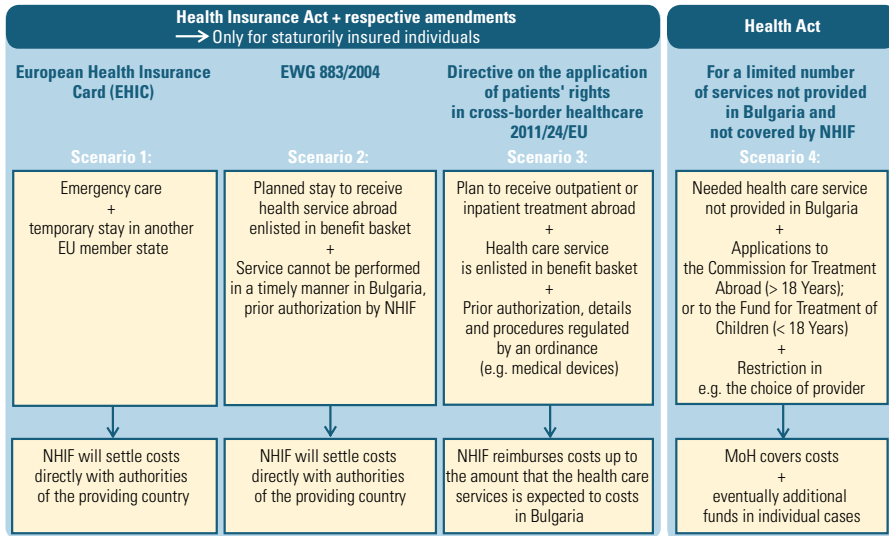 Health Insurance Act + respective amendments
→ Only for staturorily insured individuals
Health Act
European Health Insurance
Card (EHIC)
EWG 883/2004
Directive on the application
of patients' rights
in cross-border healthcare
2011/24/EU
For a limited number
of services not provided
in Bulgaria and
not covered by NHIF
Scenario 1:
Scenario 2:
Scenario 3:
Scenario 4:
Emergency care
+
temporary stay in another
EU member state
Planned stay to receive
health service abroad
enlisted in benefit basket
+
Service cannot be performed
in a timely manner in Bulgaria,
prior authorization by NHIF
Plan to receive outpatient or
inpatient treatment abroad
+
Health care service
is enlisted in benefit basket
+
Prior authorization, details
and procedures regulated
by an ordinance
(e.g. medical devices)
Needed health care service
not provided in Bulgaria
+
Applications to
the Commission for Treatment
Abroad (> 18 Years);
or to the Fund for Treatment of
Children (< 18 Years)
+
Restriction in
e.g. the choice of provider
NHIF will settle costs
directly with authorities
of the providing country
NHIF will settle costs
directly with authorities
of the providing country
NHIF reimburses costs up to
the amount that the health care
services is expected to costs
in Bulgaria
MoH covers costs
+
eventually additional
funds in individual cases